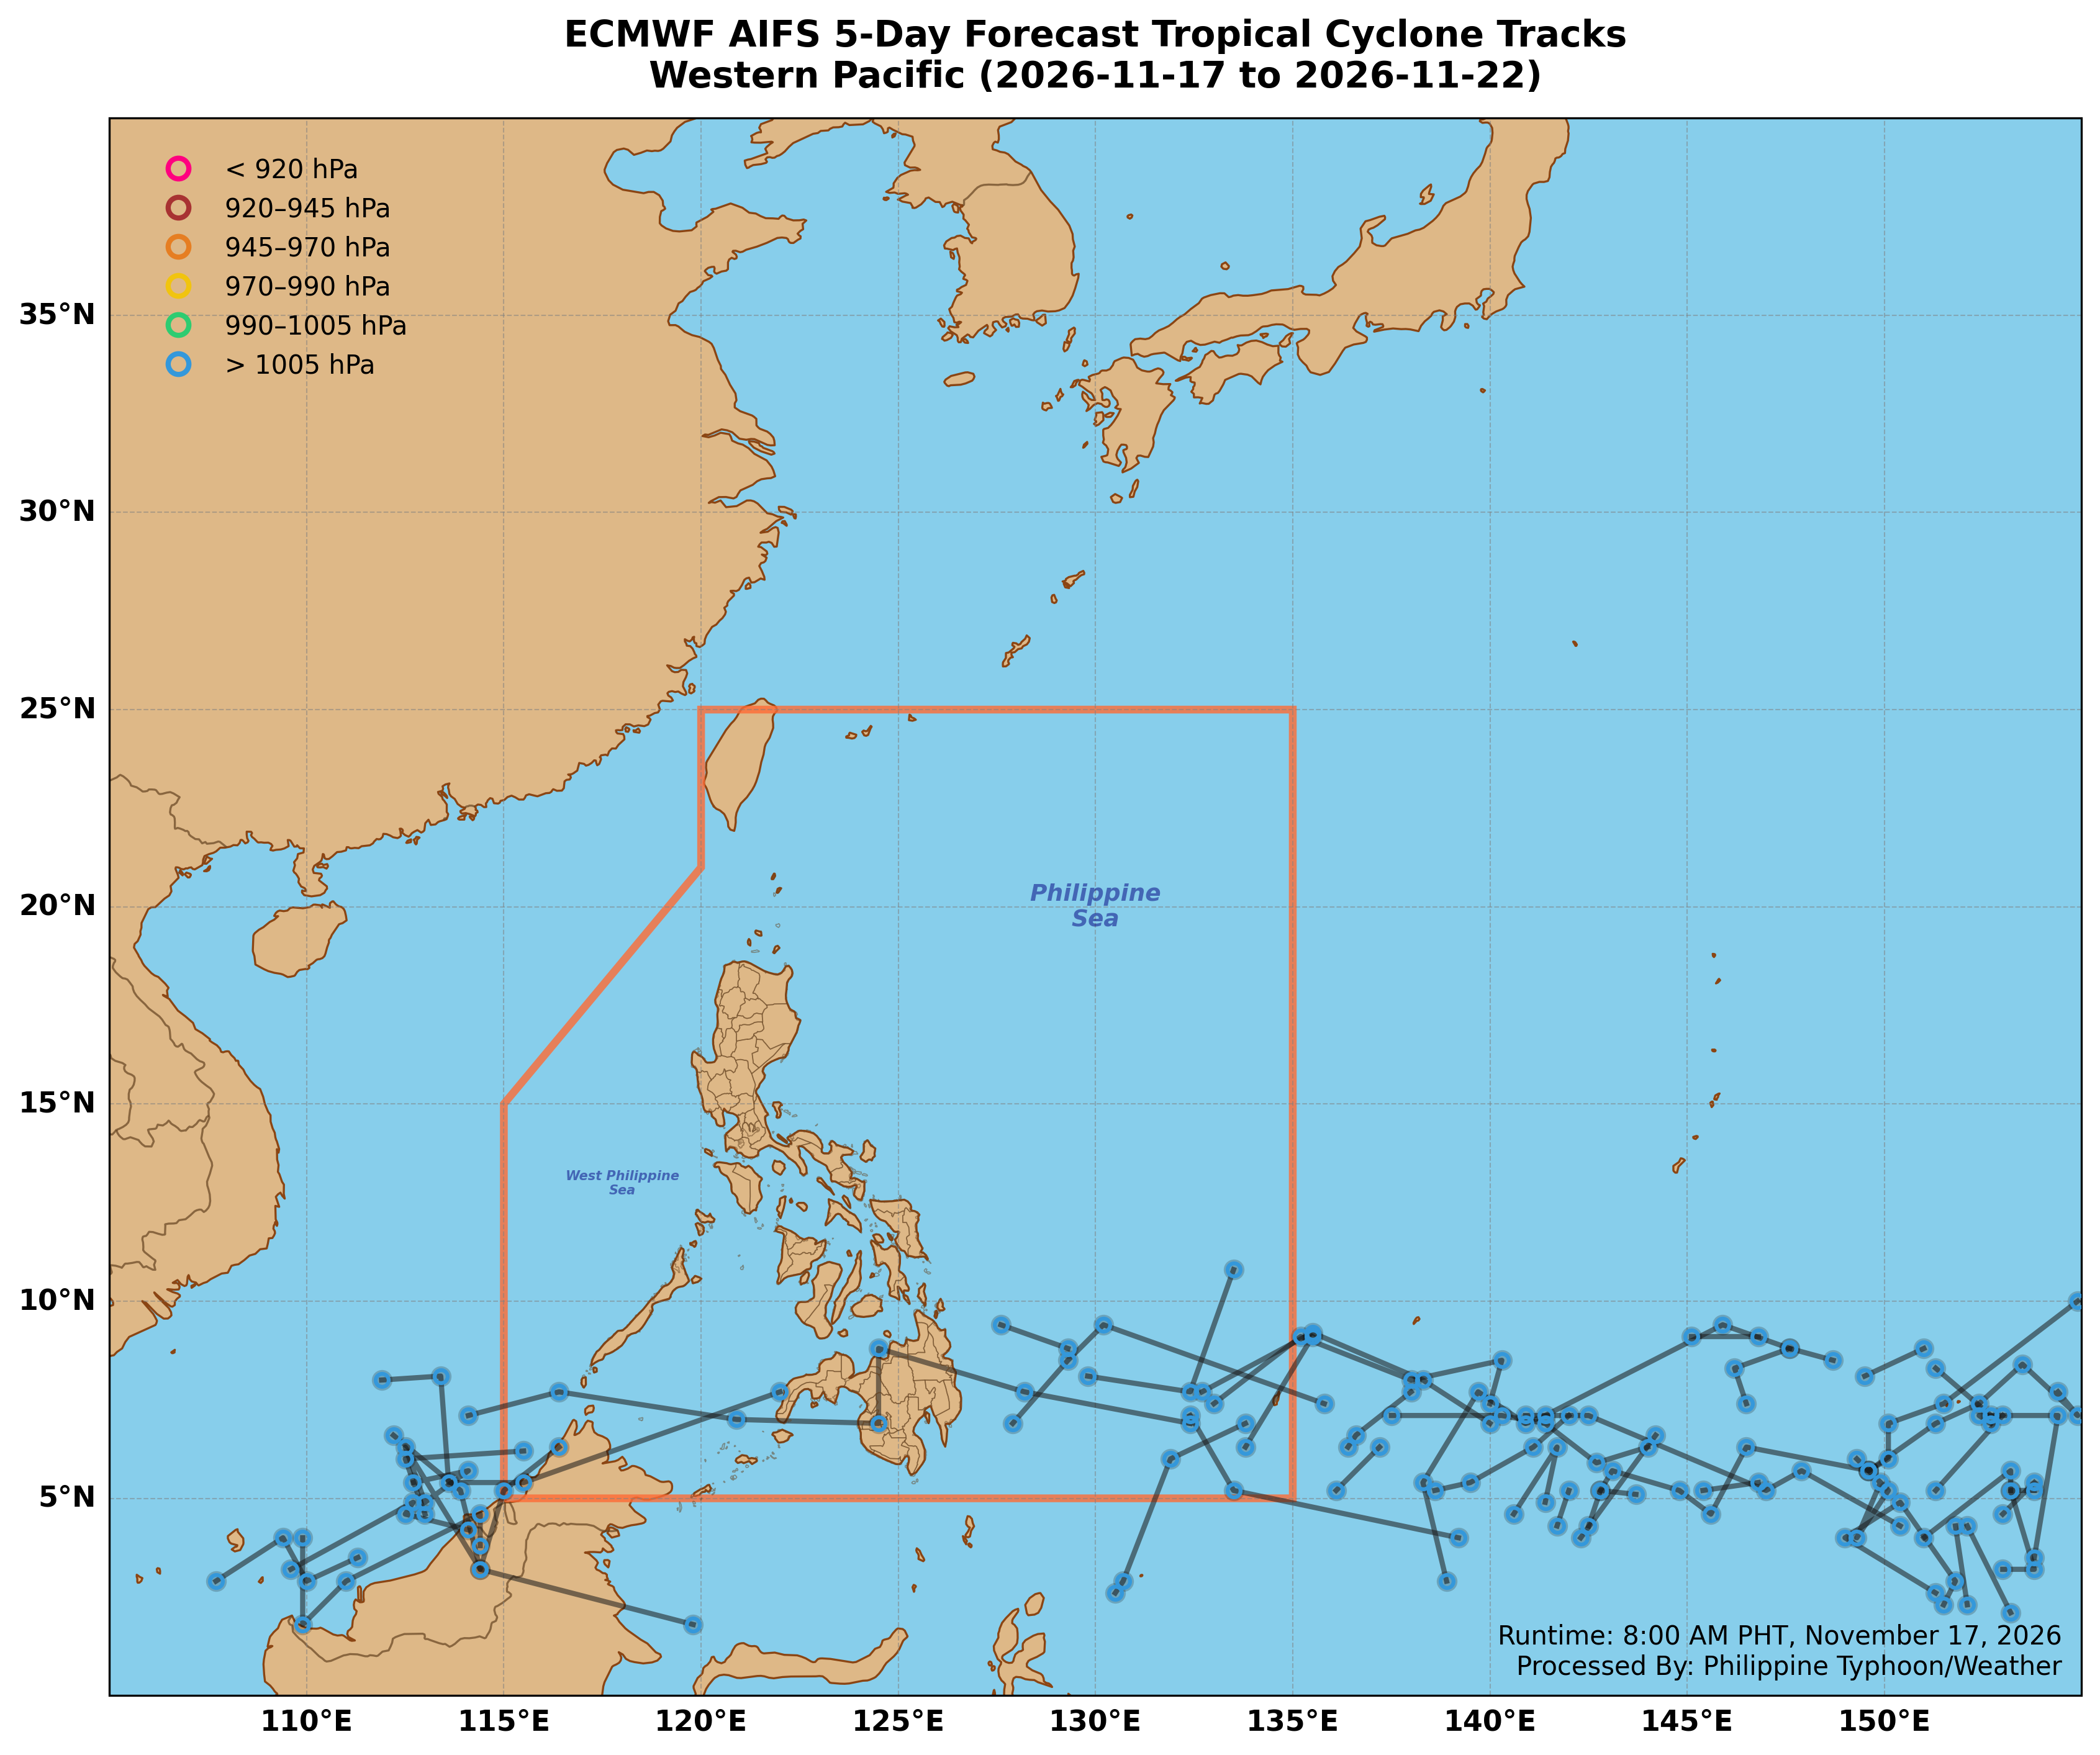 ECMWF AIFS 5-Day Forecast Tropical Cyclone Tracks
Western Pacific (2026-11-17 to 2026-11-22)
< 920 hPa
920–945 hPa
945–970 hPa
970–990 hPa
990–1005 hPa
> 1005 hPa
35°N
30°N
25°N
20°N
15°N
10°N
5°N
Philippine
Sea
West Philippine
Sea
Runtime: 8:00 AM PHT, November 17, 2026
Processed By: Philippine Typhoon/Weather
110°E
115°E
120°E
125°E
130°E
135°E
140°E
145°E
150°E